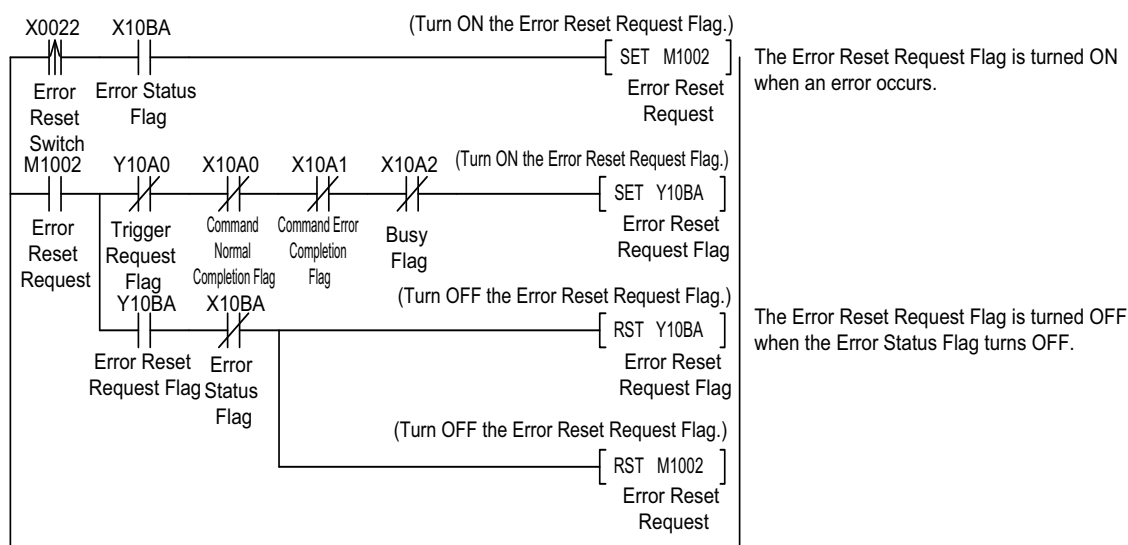 X0022 X10BA (Turn ON the Error Reset Request Flag.)
SET M1002
Error Reset Switch
Error Status Flag
Error Reset Request
The Error Reset Request Flag is turned ON
when an error occurs.
M1002 Y10A0 X10A0 X10A1 X10A2 (Turn ON the Error Reset Request Flag.)
SET Y10BA
Error Reset Request
Trigger Request Flag
Command Normal Completion Flag
Command Error Completion Flag
Busy Flag
Error Reset Request Flag
Y10BA X10BA (Turn OFF the Error Reset Request Flag.)
RST Y10BA
Error Reset Request Flag
Error Status Flag
Error Reset Request Flag
The Error Reset Request Flag is turned OFF
when the Error Status Flag turns OFF.
(Turn OFF the Error Reset Request Flag.)
RST M1002
Error Reset Request